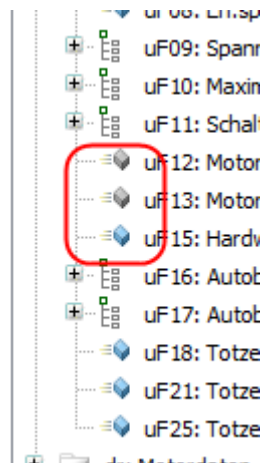 uF09: Spann
uF10: Maxim
uF11: Schalt
uF12: Motor
uF13: Motor
uF15: Hardw
uF16: Autob
uF17: Autob
uF18: Totze
uF21: Totze
uF25: Totze